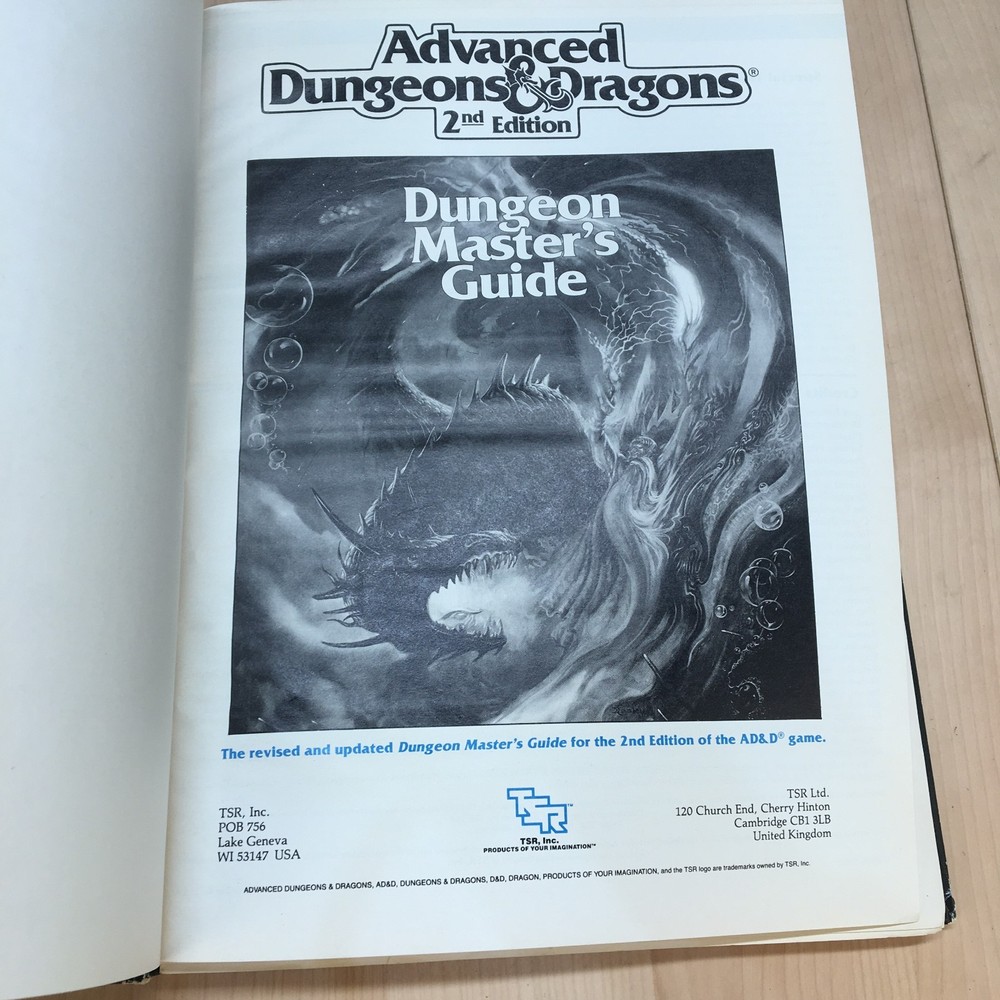 Advanced
Dungeons & Dragons®
2nd Edition
Dungeon
Master's
Guide
The revised and updated Dungeon Master's Guide for the 2nd Edition of the AD&D® game.
TSR, Inc.
POB 756
Lake Geneva
WI 53147 USA
TSR™
TSR, Inc.
PRODUCTS OF YOUR IMAGINATION™
TSR Ltd.
120 Church End, Cherry Hinton
Cambridge CB1 3LB
United Kingdom
ADVANCED DUNGEONS & DRAGONS, AD&D, DUNGEONS & DRAGONS, D&D, DRAGON, PRODUCTS OF YOUR IMAGINATION, and the TSR logo are trademarks owned by TSR, Inc.